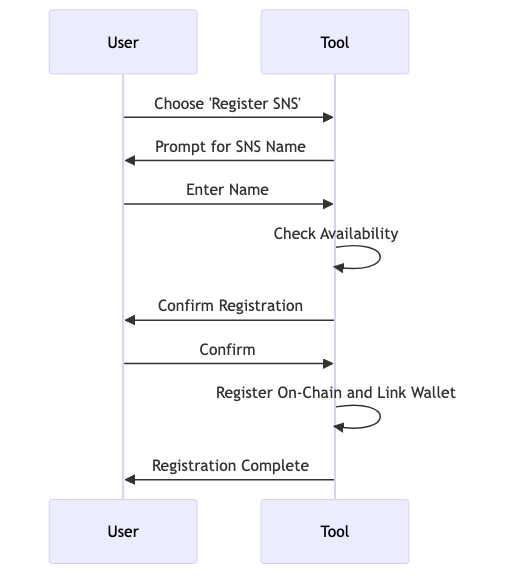 User
Tool
Choose 'Register SNS'
Prompt for SNS Name
Enter Name
Check Availability
Confirm Registration
Confirm
Register On-Chain and Link Wallet
Registration Complete
User
Tool